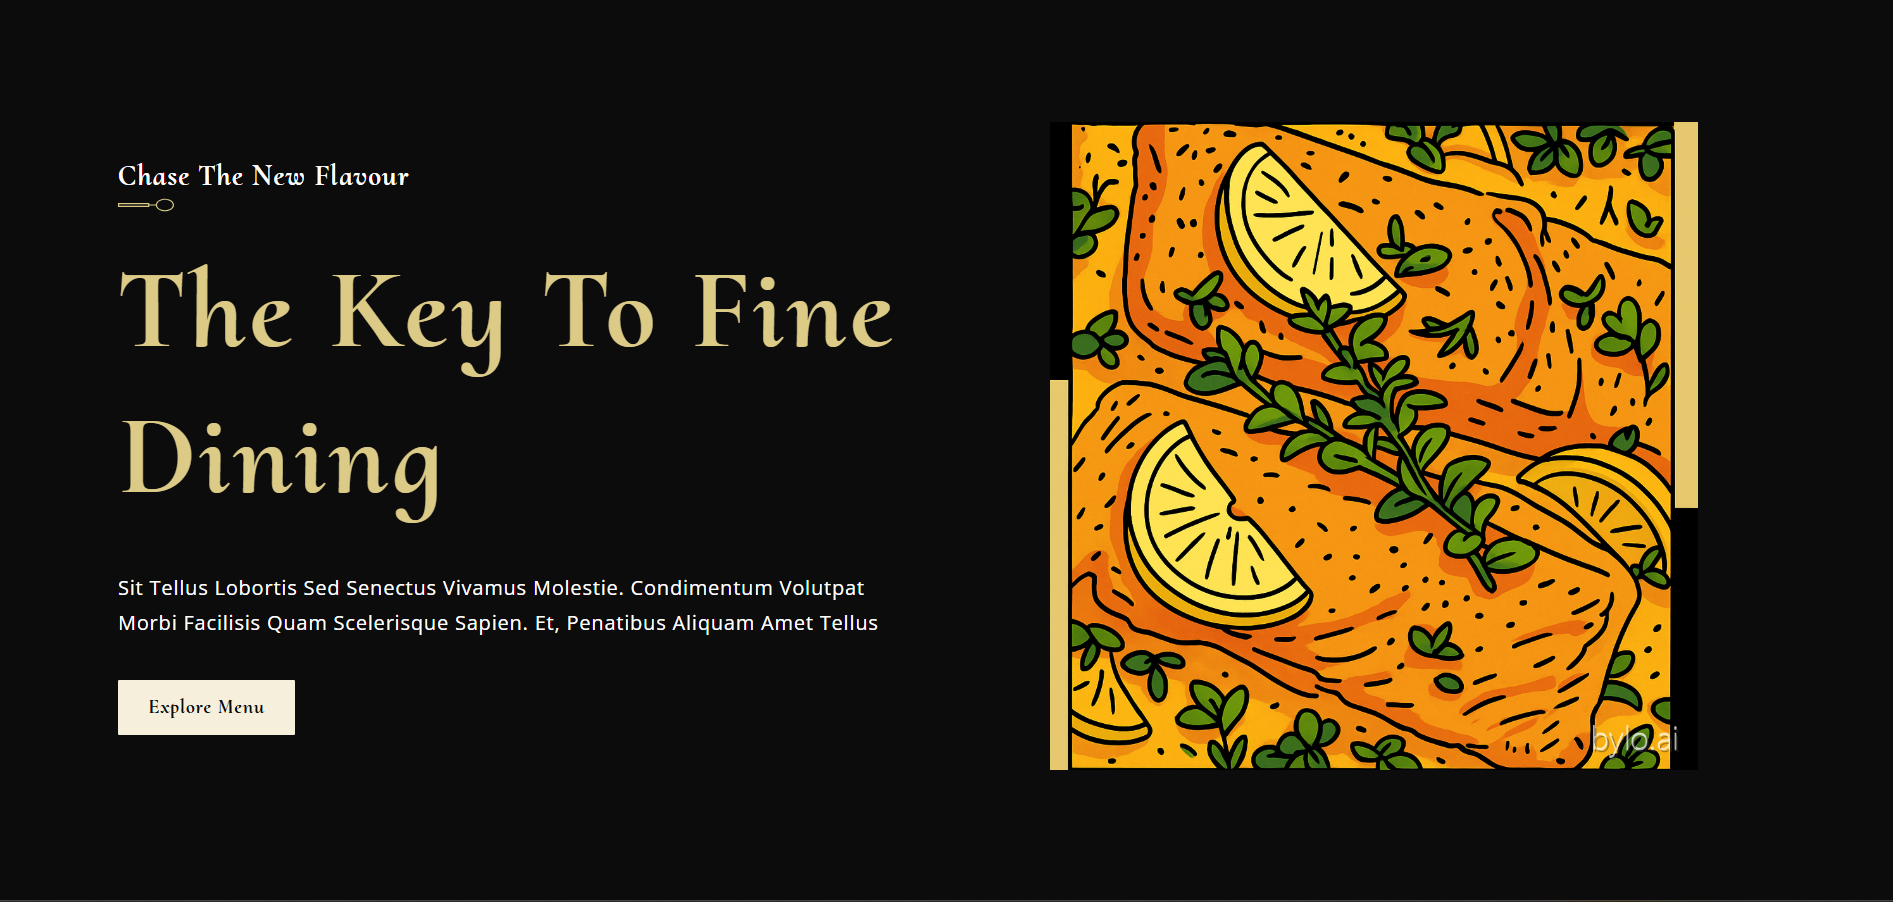 Chase The New Flavour
The Key To Fine
Dining
Sit Tellus Lobortis Sed Senectus Vivamus Molestie. Condimentum Volutpat
Morbi Facilisis Quam Scelerisque Sapien. Et, Penatibus Aliquam Amet Tellus
Explore Menu
bylo.ai